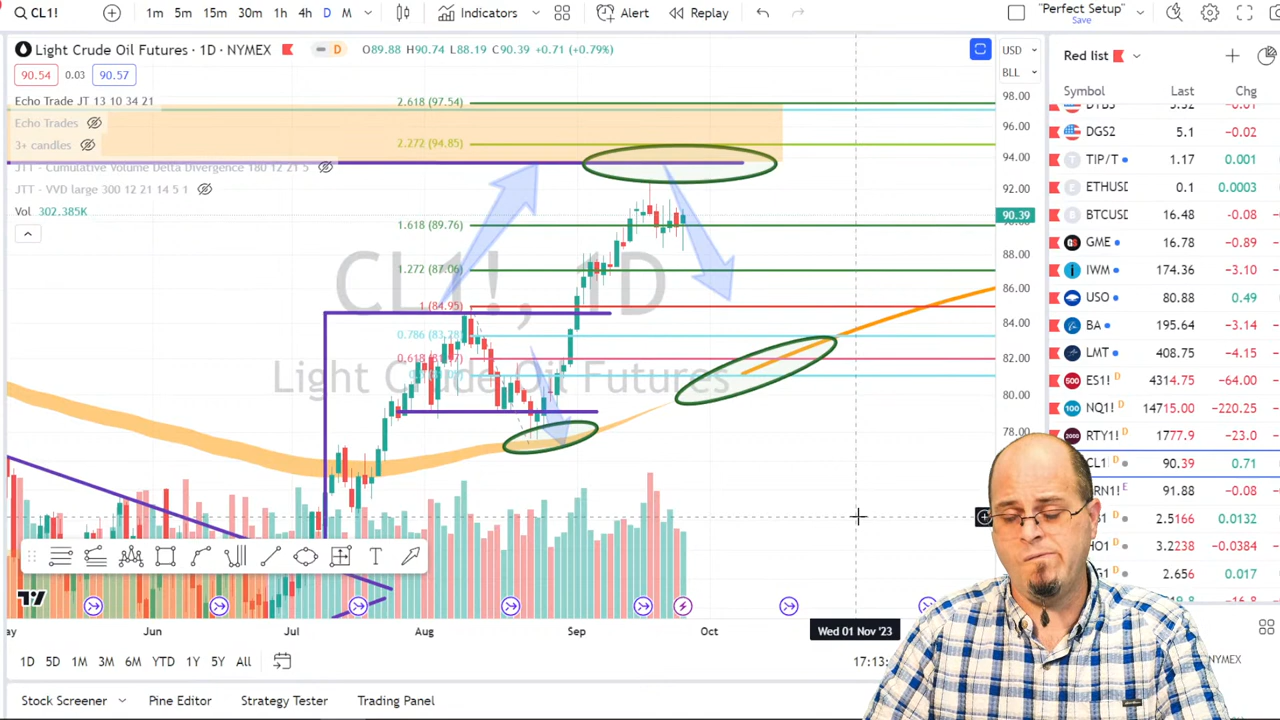 CL1! 1m 5m 15m 30m 1h 4h D M Indicators Alert Replay "Perfect Setup" Save
Light Crude Oil Futures · 1D · NYMEX D O89.88 H90.74 L88.19 C90.39 +0.71 (+0.79%)
90.54 0.03 90.57
Echo Trade JT 13 10 34 21
Echo Trades
3+ candles
JTT - Cumulative Volume Delta Divergence 180 12 21 5
JTT - VVD large 300 12 21 14 5 1
Vol 302.385K
2.618 (97.54)
2.272 (94.85)
1.618 (89.76)
1.272 (87.06)
1 (84.95)
0.786 (83.28)
CL1!, 1D
Light Crude Oil Futures
USD
BLL
98.00
96.00
94.00
92.00
90.39
88.00
86.00
84.00
82.00
80.00
78.00
Red list
Symbol Last Chg
DGS2 5.1 −0.02
TIP/T 1.17 0.001
ETHUSD 0.1 0.0003
BTCUSD 16.48 −0.08
GME 16.78 −0.89
IWM 174.36 −3.10
USO 80.88 0.49
BA 195.64 −3.14
LMT 408.75 −4.15
500 ES1! D 4314.75 −64.00
100 NQ1! D 14715.00 −220.25
2000 RTY1! D 1777.9 −23.0
CL1 90.39 0.71
RN1! E 91.88 −0.08
S1 D 2.5166 0.0132
HO1 D 3.2238 −0.0384
G1 D 2.656 0.017
Jun Jul Aug Sep Oct Wed 01 Nov '23
1D 5D 1M 3M 6M YTD 1Y 5Y All 17:13 NYMEX
Stock Screener Pine Editor Strategy Tester Trading Panel